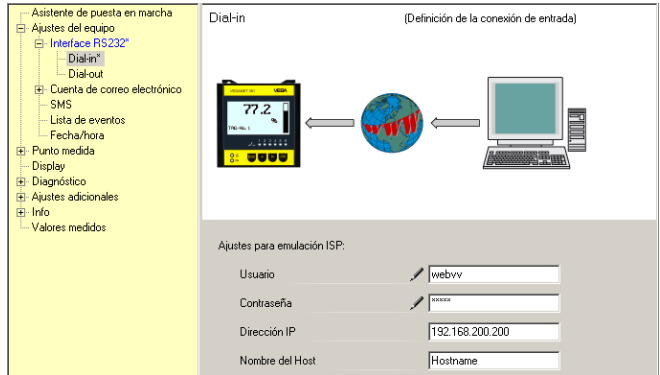 Asistente de puesta en marcha
Ajustes del equipo
Interface RS232*
Dial-in*
Dial-out
Cuenta de correo electrónico
SMS
Lista de eventos
Fecha/hora
Punto medida
Display
Diagnóstico
Ajustes adicionales
Info
Valores medidos
Dial-in (Definición de la conexión de entrada)
VEGA
77.2
%
TAG-No. 1
WWW
Ajustes para emulación ISP:
Usuario webvv
Contraseña *****
Dirección IP 192.168.200.200
Nombre del Host Hostname